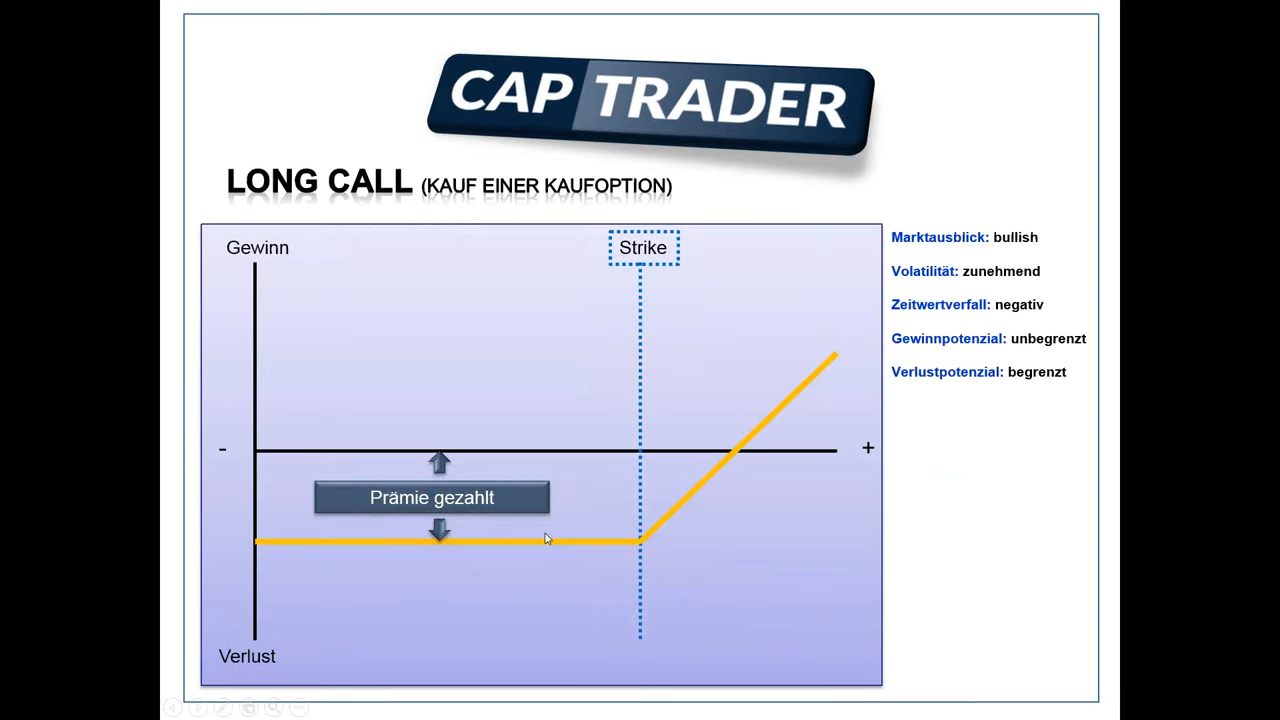 CAP TRADER
LONG CALL (KAUF EINER KAUFOPTION)
Gewinn
Strike
Marktausblick: bullish
Volatilität: zunehmend
Zeitwertverfall: negativ
Gewinnpotenzial: unbegrenzt
Verlustpotenzial: begrenzt
- +
Prämie gezahlt
Verlust